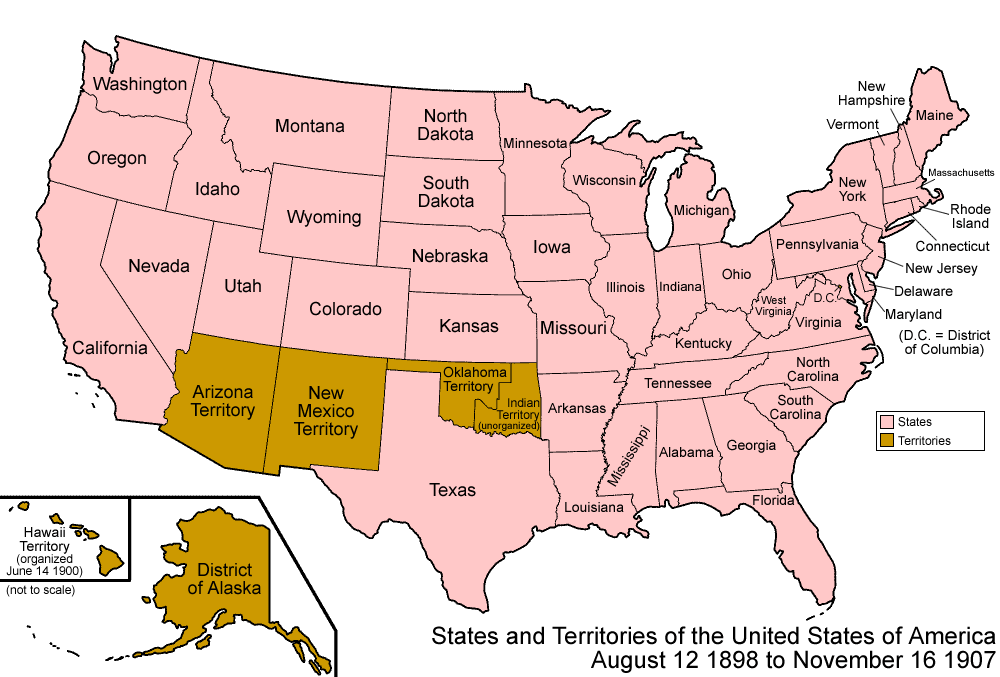 Washington
Oregon
California
Nevada
Idaho
Montana
Wyoming
Utah
Colorado
North
Dakota
South
Dakota
Nebraska
Kansas
Minnesota
Iowa
Missouri
Wisconsin
Illinois
Michigan
Indiana
Ohio
Kentucky
Tennessee
Arkansas
Louisiana
Mississippi
Alabama
Georgia
Florida
South
Carolina
North
Carolina
Virginia
West
Virginia
D.C.
Pennsylvania
New
York
Vermont
New
Hampshire
Maine
Massachusetts
Rhode
Island
Connecticut
New Jersey
Delaware
Maryland
(D.C. = District
of Columbia)
Arizona
Territory
New
Mexico
Territory
Oklahoma
Territory
Indian
Territory
(unorganized)
Texas
States
Territories
Hawaii
Territory
(organized
June 14 1900)
(not to scale)
District
of Alaska
States and Territories of the United States of America
August 12 1898 to November 16 1907